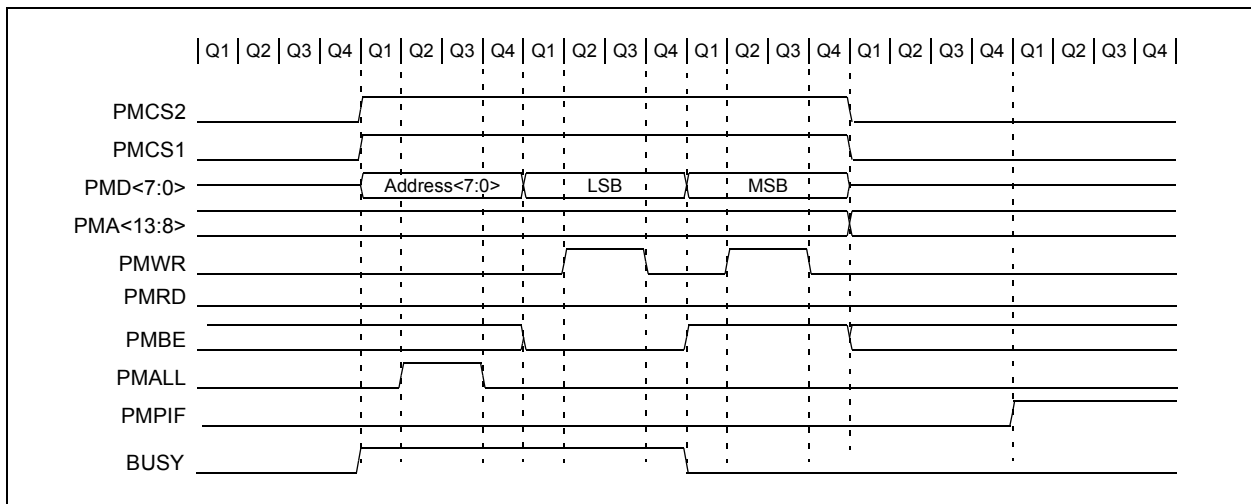 Q1 Q2 Q3 Q4 Q1 Q2 Q3 Q4 Q1 Q2 Q3 Q4 Q1 Q2 Q3 Q4 Q1 Q2 Q3 Q4 Q1 Q2 Q3 Q4
PMCS2
PMCS1
PMD<7:0> Address<7:0> LSB MSB
PMA<13:8>
PMWR
PMRD
PMBE
PMALL
PMPIF
BUSY